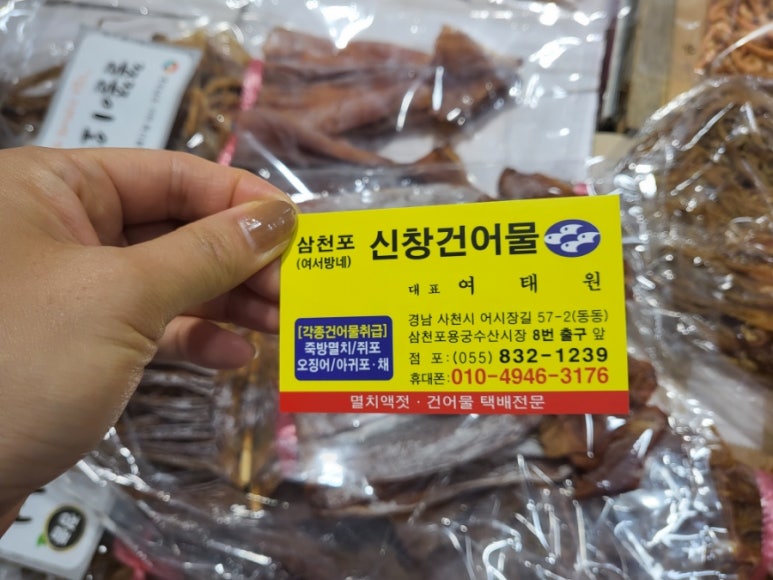 꼴뚜기
삼천포
(여서방네)
신창건어물
대표 여태원
[각종건어물취급]
죽방멸치/쥐포
오징어/아귀포·채
경남 사천시 어시장길 57-2(동동)
삼천포용궁수산시장 8번 출구 앞
점 포:(055) 832-1239
휴대폰:010-4946-3176
멸치액젓·건어물 택배전문